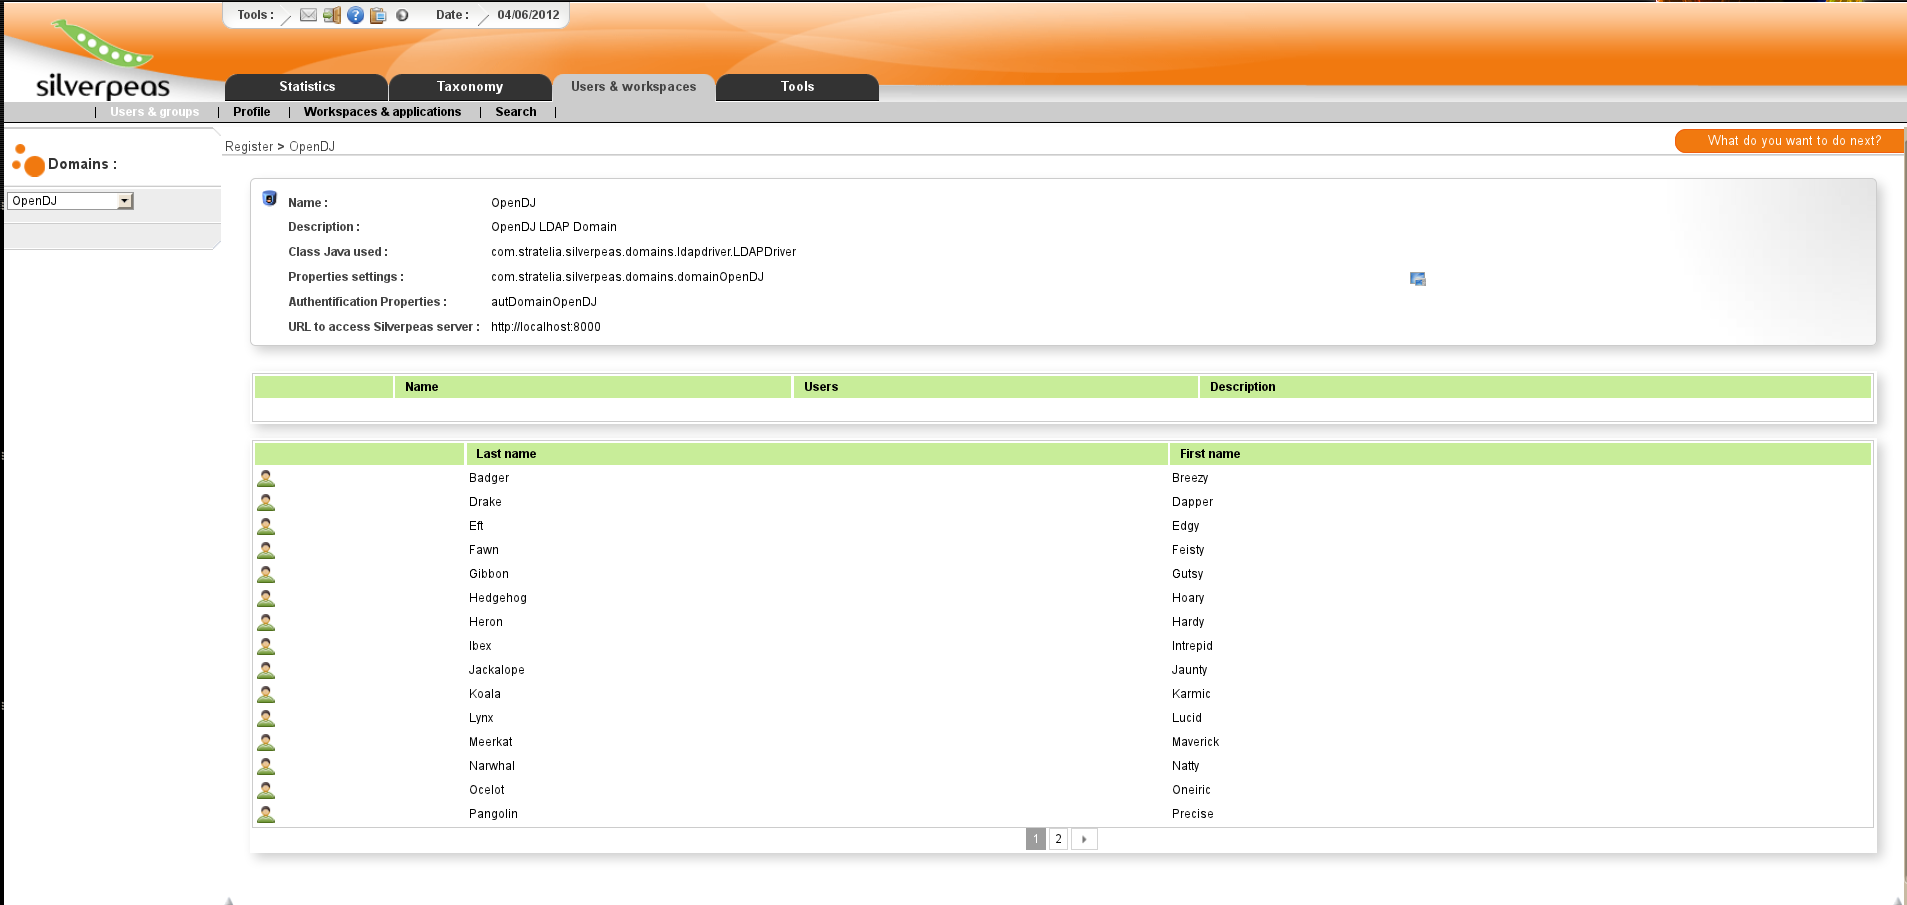 Tools : Date : 04/06/2012
silverpeas
Statistics Taxonomy Users & workspaces Tools
Users & groups Profile Workspaces & applications Search
Register > OpenDJ What do you want to do next?
Domains :
OpenDJ
Name : OpenDJ
Description : OpenDJ LDAP Domain
Class Java used : com.stratelia.silverpeas.domains.ldapdriver.LDAPDriver
Properties settings : com.stratelia.silverpeas.domains.domainOpenDJ
Authentification Properties : autDomainOpenDJ
URL to access Silverpeas server : http://localhost:8000
Name Users Description
Last name First name
Badger Breezy
Drake Dapper
Eft Edgy
Fawn Feisty
Gibbon Gutsy
Hedgehog Hoary
Heron Hardy
Ibex Intrepid
Jackalope Jaunty
Koala Karmic
Lynx Lucid
Meerkat Maverick
Narwhal Natty
Ocelot Oneiric
Pangolin Precise
1 2